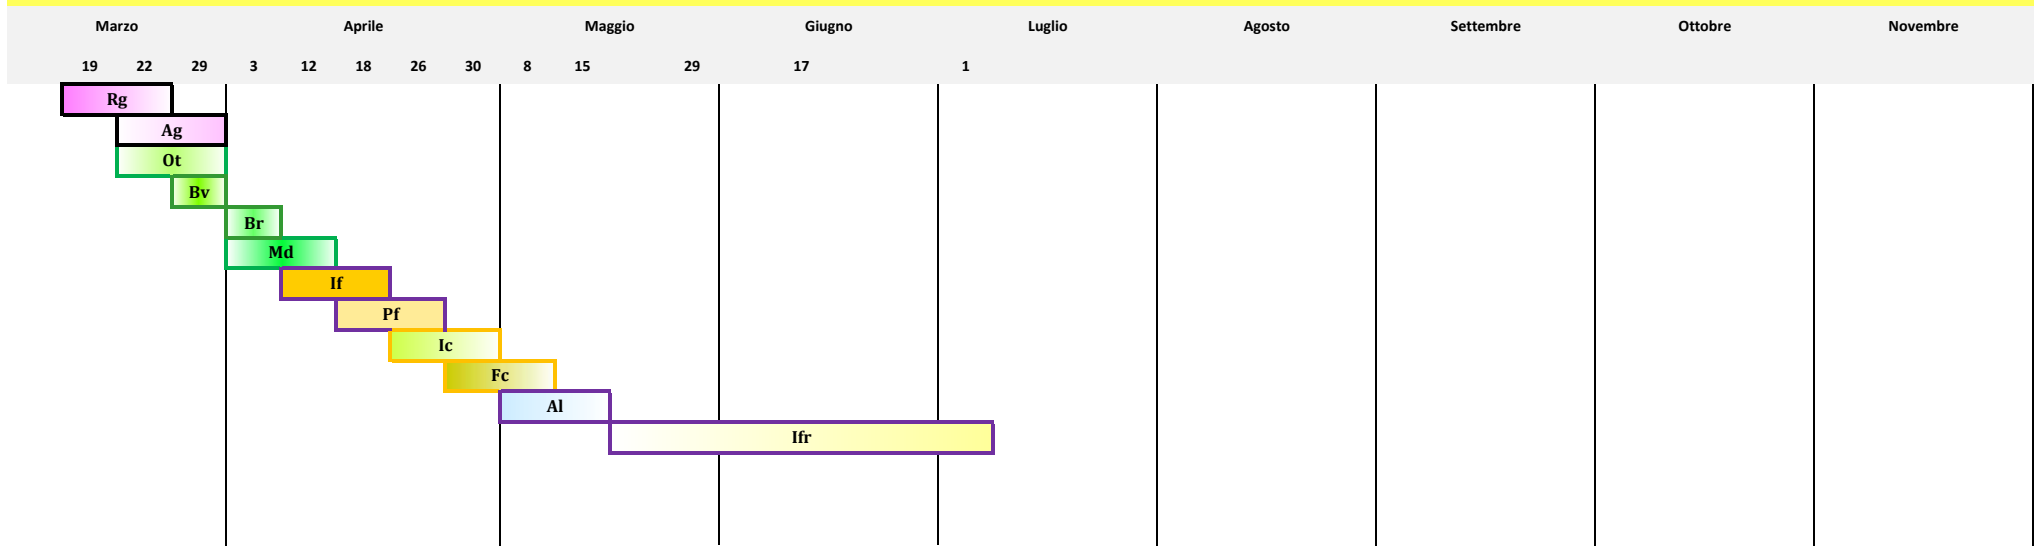 Marzo Aprile Maggio Giugno Luglio Agosto Settembre Ottobre Novembre
19 22 29 3 12 18 26 30 8 15 29 17 1
Rg
Ag
Ot
Bv
Br
Md
If
Pf
Ic
Fc
Al
Ifr